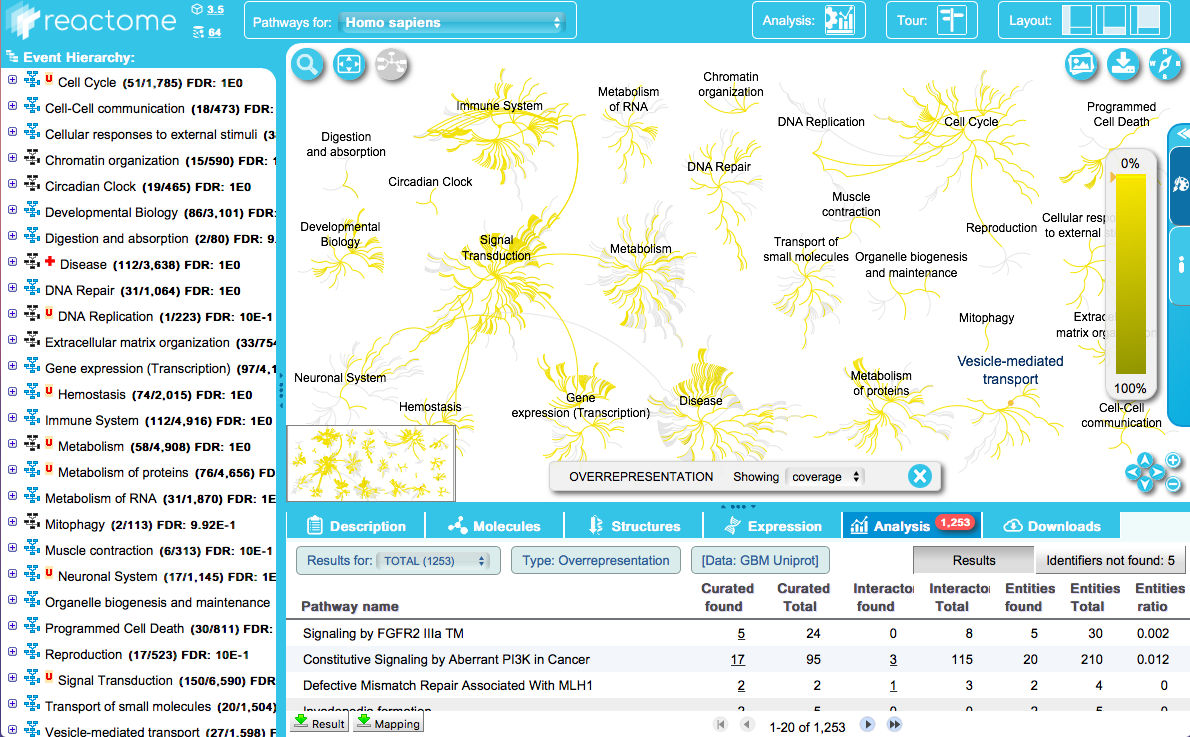 reactome
3.5
64
Pathways for: Homo sapiens
Analysis:
Tour:
Layout:
Event Hierarchy:
U Cell Cycle (51/1,785) FDR: 1E0
Cell-Cell communication (18/473) FDR:
Cellular responses to external stimuli (3
Chromatin organization (15/590) FDR: 1
Circadian Clock (19/465) FDR: 1E0
Developmental Biology (86/3,101) FDR:
Digestion and absorption (2/80) FDR: 9.
Disease (112/3,638) FDR: 1E0
DNA Repair (31/1,064) FDR: 1E0
U DNA Replication (1/223) FDR: 10E-1
Extracellular matrix organization (33/754
Gene expression (Transcription) (97/4,1
U Hemostasis (74/2,015) FDR: 1E0
Immune System (112/4,916) FDR: 1E0
U Metabolism (58/4,908) FDR: 1E0
U Metabolism of proteins (76/4,656) FD
Metabolism of RNA (31/1,870) FDR: 1E
Mitophagy (2/113) FDR: 9.92E-1
Muscle contraction (6/313) FDR: 10E-1
U Neuronal System (17/1,145) FDR: 1E
Organelle biogenesis and maintenance
Programmed Cell Death (30/811) FDR:
Reproduction (17/523) FDR: 10E-1
U Signal Transduction (150/6,590) FDR
Transport of small molecules (20/1,504)
Vesicle-mediated transport (27/1,598) F
Immune System
Metabolism
of RNA
Chromatin
organization
DNA Replication
Cell Cycle
Programmed
Cell Death
Digestion
and absorption
Circadian Clock
DNA Repair
Muscle
contraction
Developmental
Biology
Signal
Transduction
Metabolism
Transport of
small molecules
Organelle biogenesis
and maintenance
Reproduction
Cellular resp
to external
Mitophagy
Extrace
matrix org
Vesicle-mediated
transport
Neuronal System
Hemostasis
Gene
expression (Transcription)
Disease
Metabolism
of proteins
Cell-Cell
communication
0%
100%
OVERREPRESENTATION Showing coverage
Description
Molecules
Structures
Expression
Analysis 1,253
Downloads
Results for: TOTAL (1253)
Type: Overrepresentation
[Data: GBM Uniprot]
Results
Identifiers not found: 5
Pathway name
Curated
found
Curated
Total
Interacto
found
Interacto
Total
Entities
found
Entities
Total
Entities
ratio
Signaling by FGFR2 IIIa TM 5 24 0 8 5 30 0.002
Constitutive Signaling by Aberrant PI3K in Cancer 17 95 3 115 20 210 0.012
Defective Mismatch Repair Associated With MLH1 2 2 1 3 2 4 0
Invadopodia formation 2 5 0 0 2 5 0
Result
Mapping
1-20 of 1,253